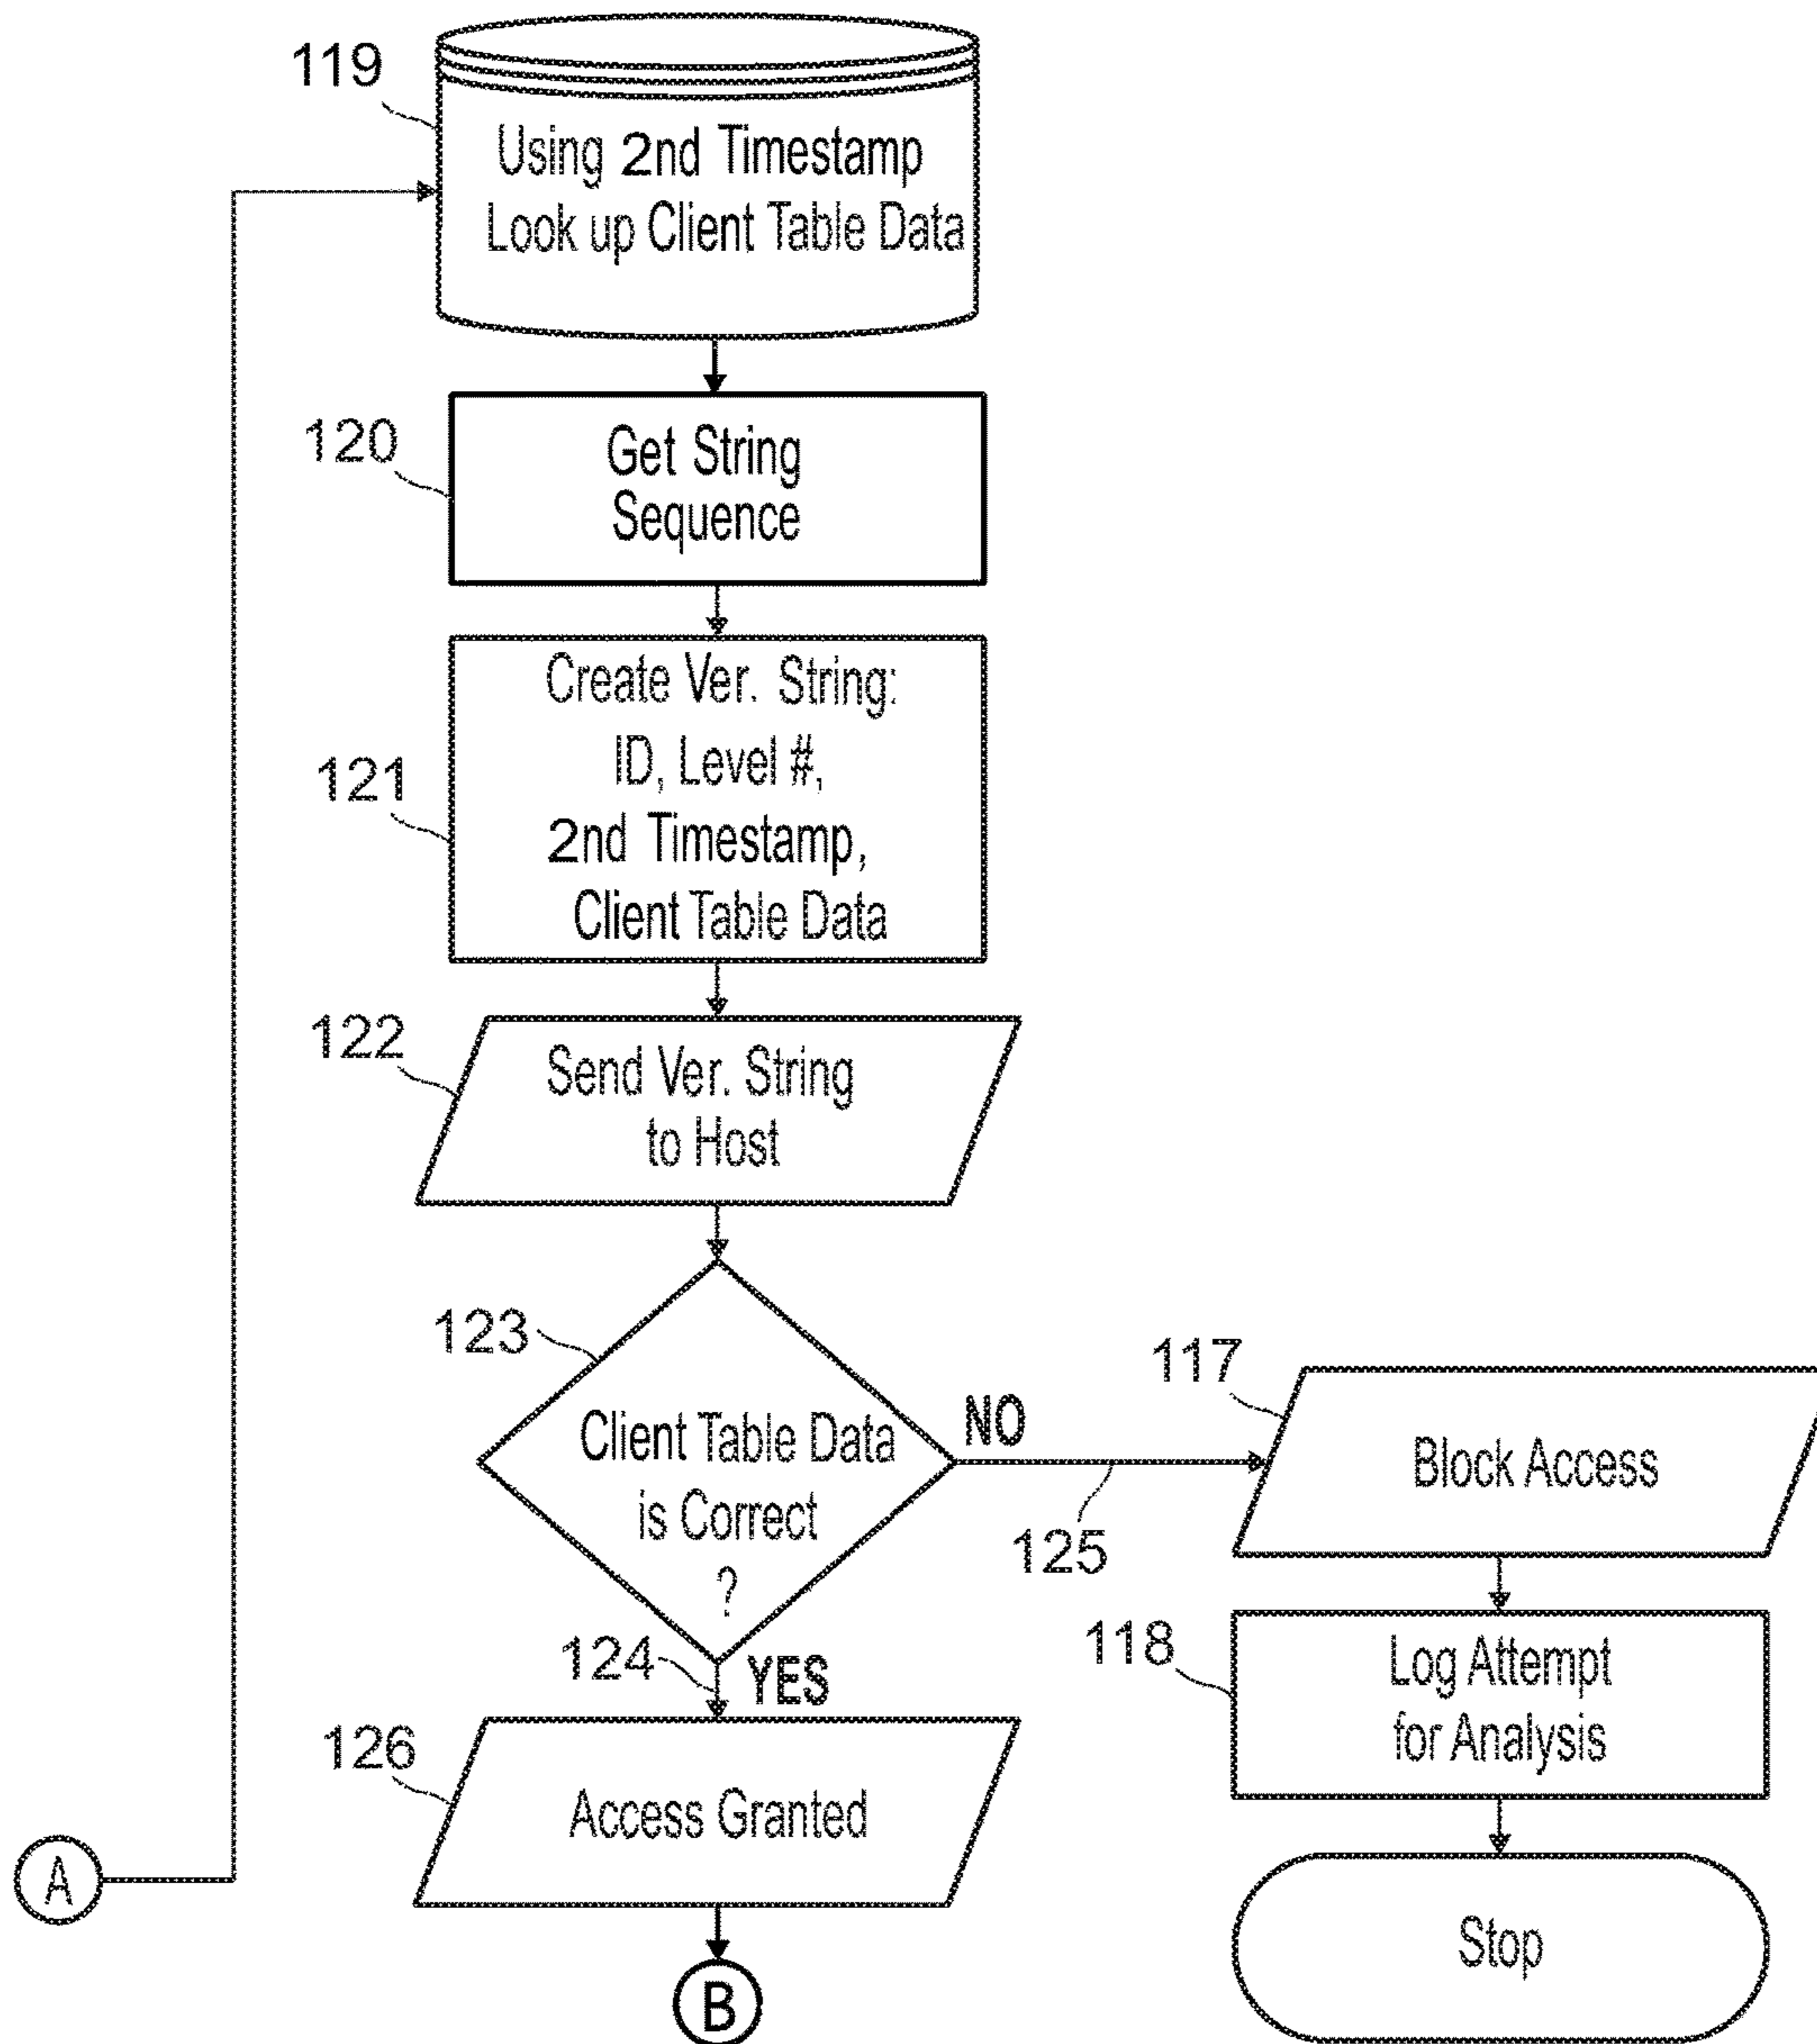 119
Using 2nd Timestamp
Look up Client Table Data
120
Get String
Sequence
121
Create Ver. String:
ID, Level #,
2nd Timestamp,
Client Table Data
122
Send Ver. String
to Host
123
Client Table Data
is Correct
?
NO
125
117
Block Access
118
Log Attempt
for Analysis
Stop
124
YES
126
Access Granted
A
B